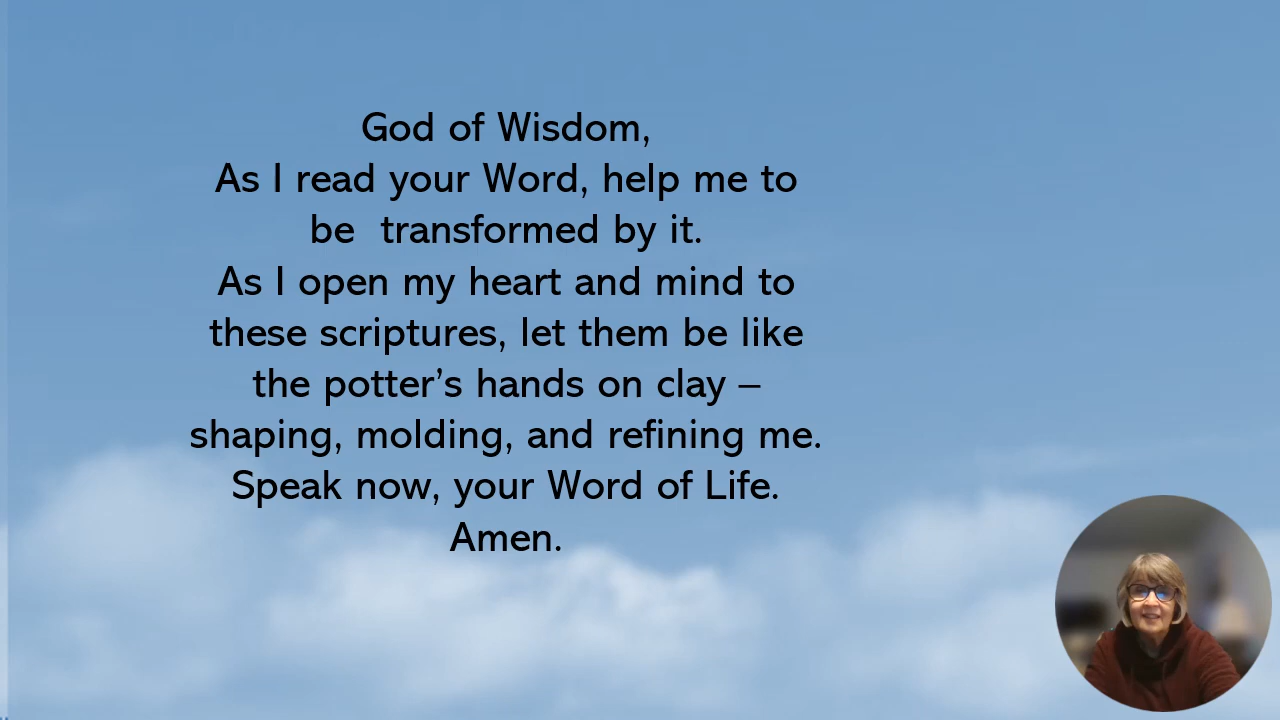 God of Wisdom,
As I read your Word, help me to
be  transformed by it.
As I open my heart and mind to
these scriptures, let them be like
the potter’s hands on clay –
shaping, molding, and refining me.
Speak now, your Word of Life.
Amen.